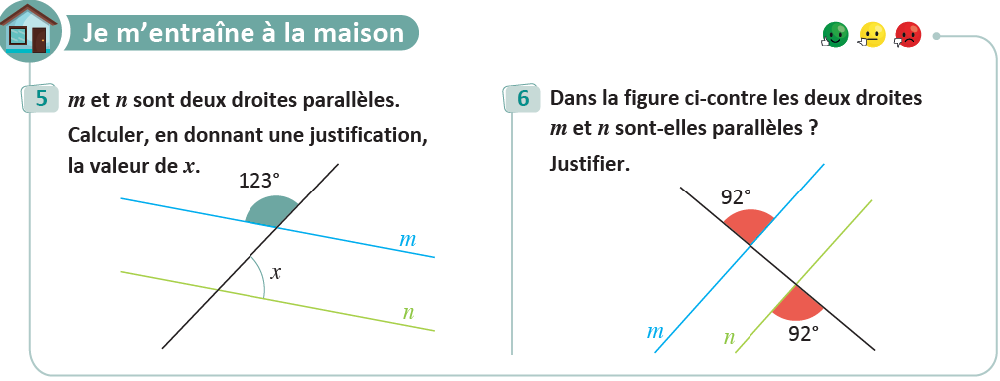 Je m'entraîne à la maison
5 m et n sont deux droites parallèles.
Calculer, en donnant une justification,
la valeur de x.
123°
m
x
n
6 Dans la figure ci-contre les deux droites
m et n sont-elles parallèles ?
Justifier.
92°
m
n
92°